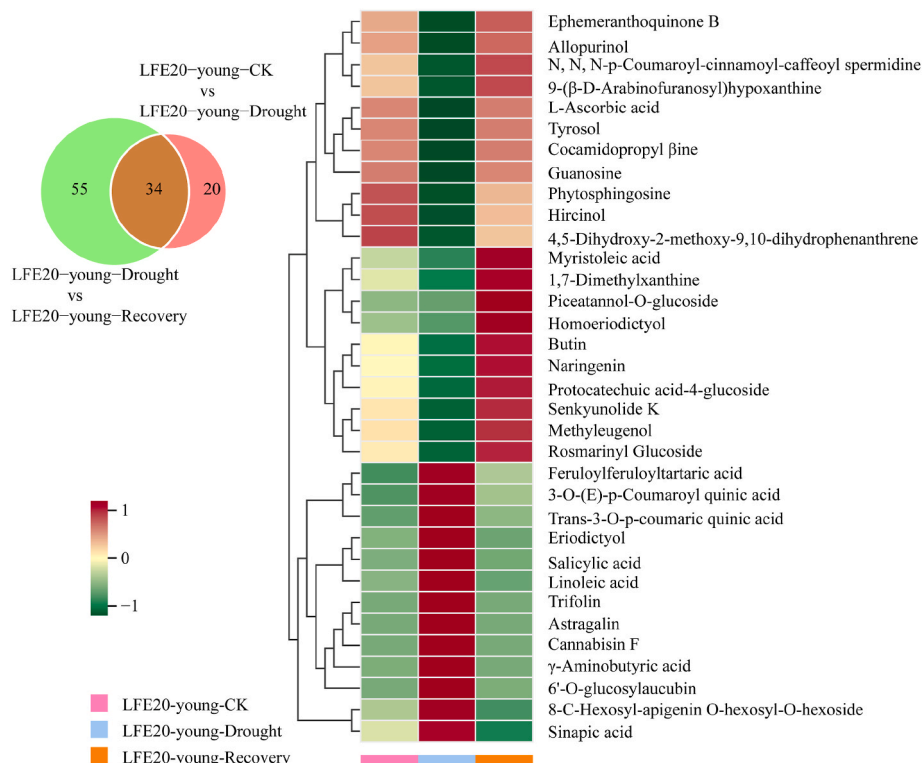 LFE20-young-CK
vs
LFE20-young-Drought
55
34
20
LFE20-young-Drought
vs
LFE20-young-Recovery
1
0
−1
LFE20-young-CK
LFE20-young-Drought
LFE20-young-Recovery
Ephemeranthoquinone B
Allopurinol
N, N, N-p-Coumaroyl-cinnamoyl-caffeoyl spermidine
9-(β-D-Arabinofuranosyl)hypoxanthine
L-Ascorbic acid
Tyrosol
Cocamidopropyl βine
Guanosine
Phytosphingosine
Hircinol
4,5-Dihydroxy-2-methoxy-9,10-dihydrophenanthrene
Myristoleic acid
1,7-Dimethylxanthine
Piceatannol-O-glucoside
Homoeriodictyol
Butin
Naringenin
Protocatechuic acid-4-glucoside
Senkyunolide K
Methyleugenol
Rosmarinyl Glucoside
Feruloylferuloyltartaric acid
3-O-(E)-p-Coumaroyl quinic acid
Trans-3-O-p-coumaric quinic acid
Eriodictyol
Salicylic acid
Linoleic acid
Trifolin
Astragalin
Cannabisin F
γ-Aminobutyric acid
6'-O-glucosylaucubin
8-C-Hexosyl-apigenin O-hexosyl-O-hexoside
Sinapic acid